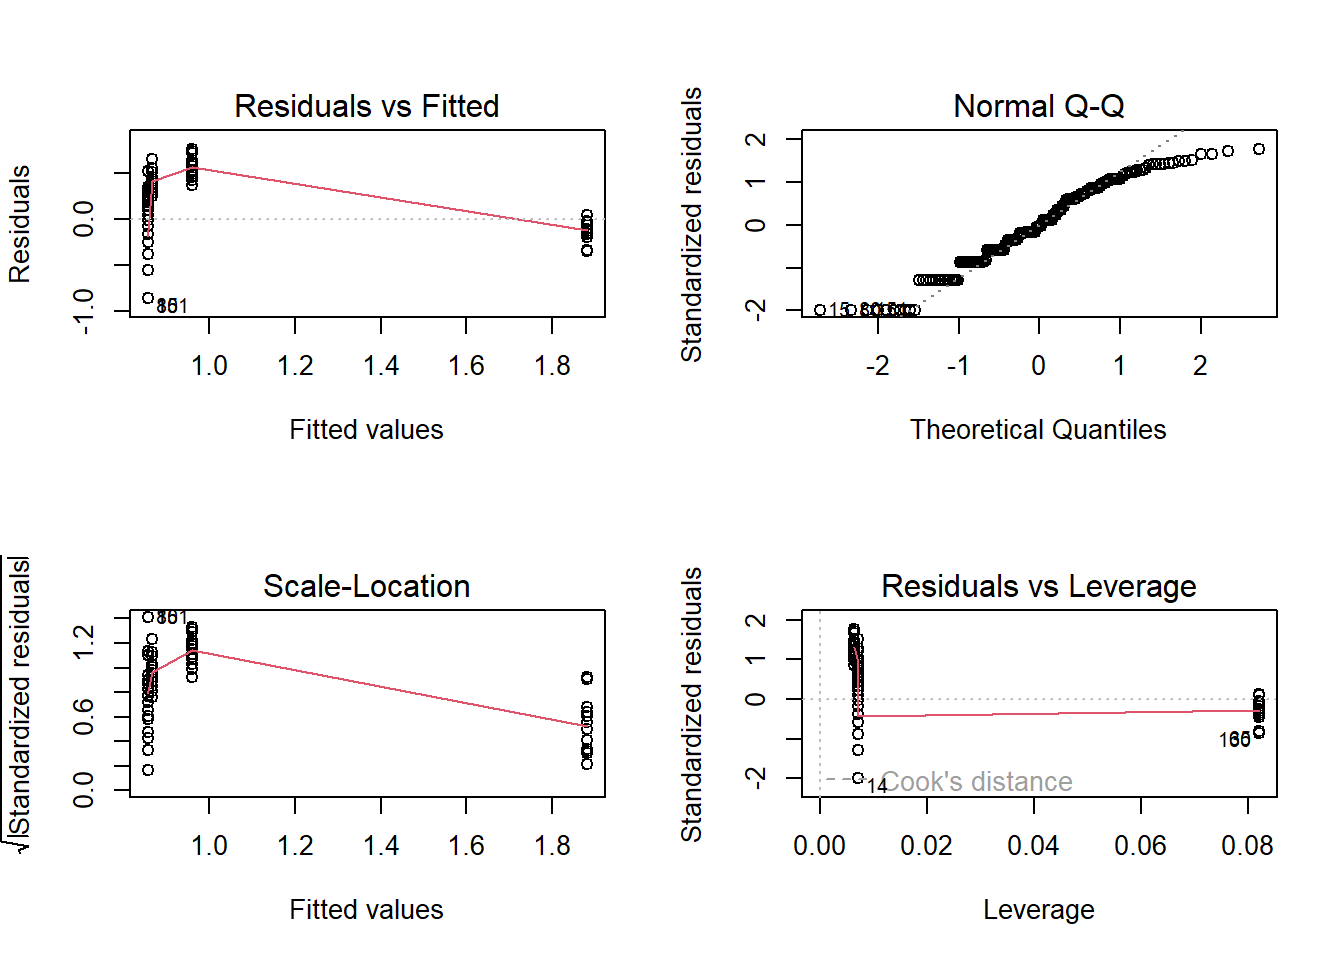 Residuals vs Fitted
Residuals
0.0
-1.0
1.0 1.2 1.4 1.6 1.8
Fitted values
Normal Q-Q
Standardized residuals
2
1
0
-2
15
-2 -1 0 1 2
Theoretical Quantiles
Scale-Location
√|Standardized residuals|
1.2
0.6
0.0
1.0 1.2 1.4 1.6 1.8
Fitted values
Residuals vs Leverage
Standardized residuals
2
1
0
-2
14
Cook's distance
0.00 0.02 0.04 0.06 0.08
Leverage